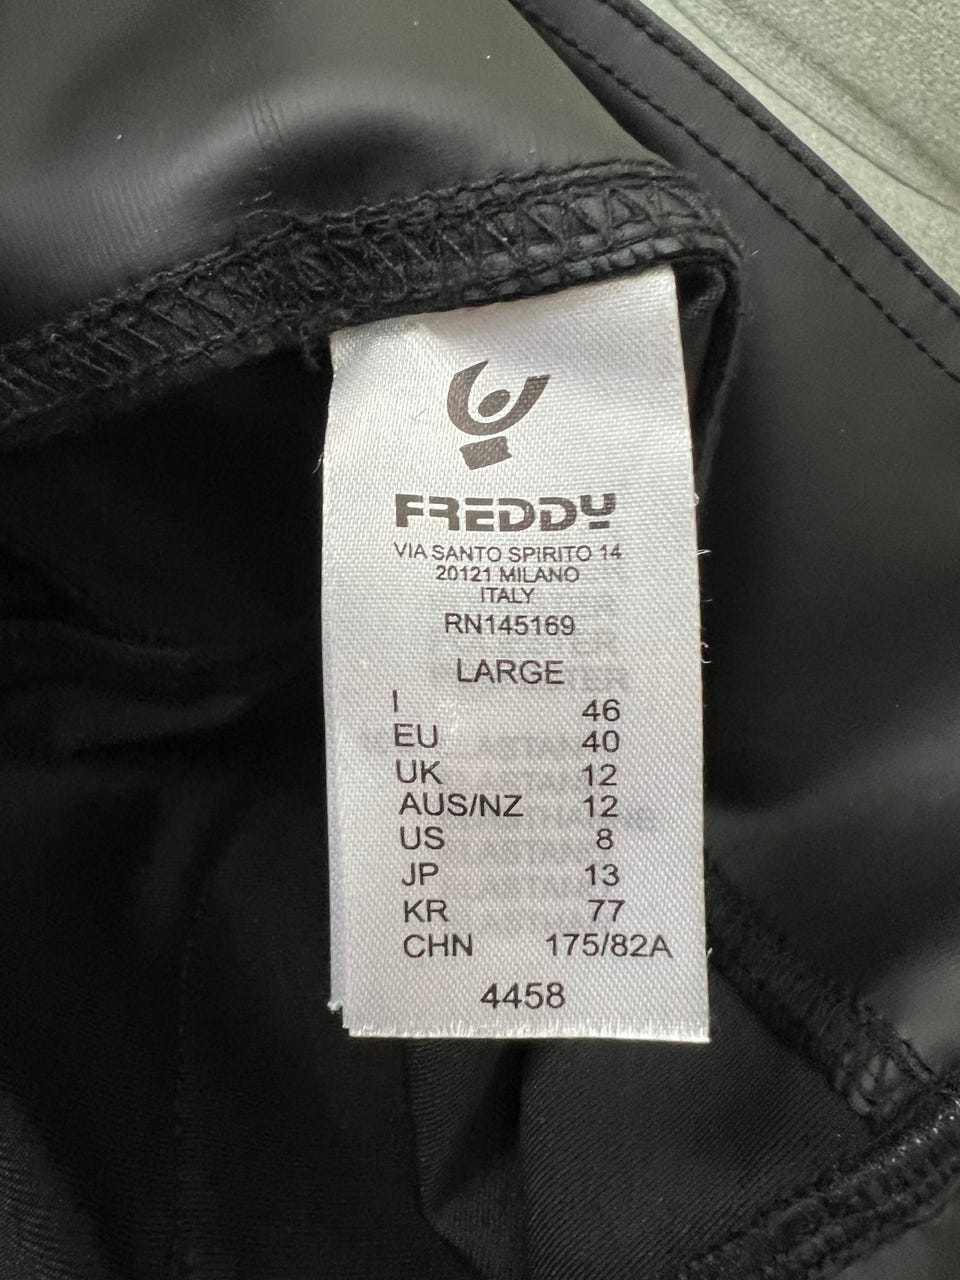 FREDDY
VIA SANTO SPIRITO 14
20121 MILANO
ITALY
RN145169
LARGE
I 46
EU 40
UK 12
AUS/NZ 12
US 8
JP 13
KR 77
CHN 175/82A
4458